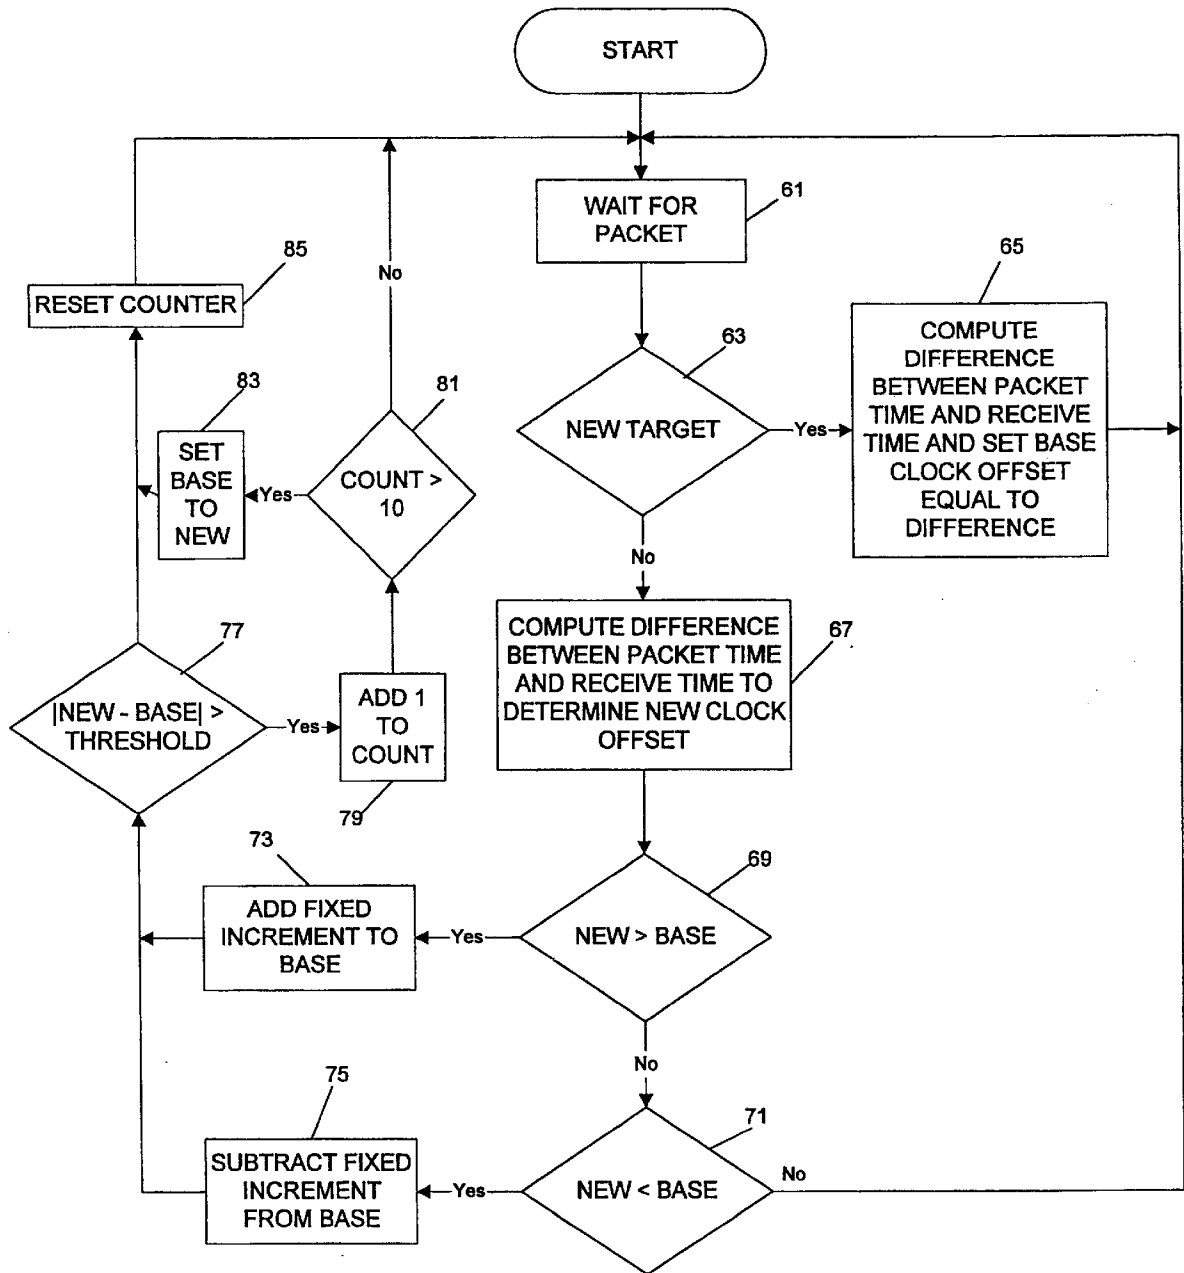 START
WAIT FOR
PACKET
61
No
85
RESET COUNTER
65
COMPUTE
DIFFERENCE
BETWEEN PACKET
TIME AND RECEIVE
TIME AND SET BASE
CLOCK OFFSET
EQUAL TO
DIFFERENCE
63
NEW TARGET
Yes
No
83
SET
BASE
TO
NEW
Yes
81
COUNT >
10
COMPUTE DIFFERENCE
BETWEEN PACKET TIME
AND RECEIVE TIME TO
DETERMINE NEW CLOCK
OFFSET
67
77
|NEW - BASE| >
THRESHOLD
Yes
ADD 1
TO
COUNT
79
73
ADD FIXED
INCREMENT TO
BASE
Yes
69
NEW > BASE
No
75
SUBTRACT FIXED
INCREMENT
FROM BASE
Yes
71
NEW < BASE
No